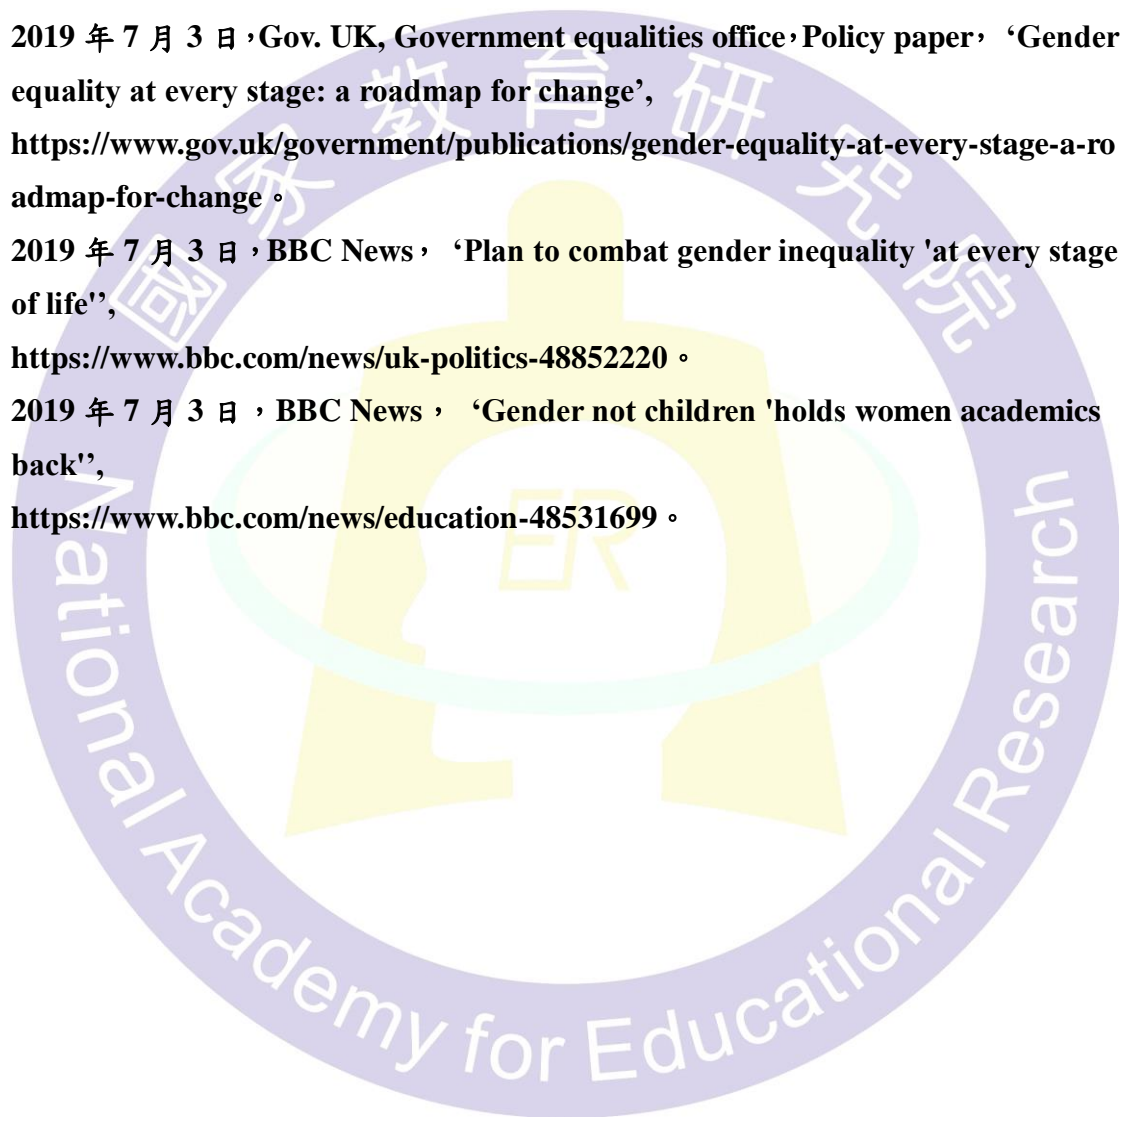 2019 年 7 月 3 日，Gov. UK, Government equalities office，Policy paper， ‘Gender
equality at every stage: a roadmap for change’,
https://www.gov.uk/government/publications/gender-equality-at-every-stage-a-ro
admap-for-change。
2019 年 7 月 3 日，BBC News， ‘Plan to combat gender inequality 'at every stage
of life'’,
https://www.bbc.com/news/uk-politics-48852220。
2019 年 7 月 3 日，BBC News， ‘Gender not children 'holds women academics
back'’,
https://www.bbc.com/news/education-48531699。
國家教育研究院
ER
National Academy for Educational Research